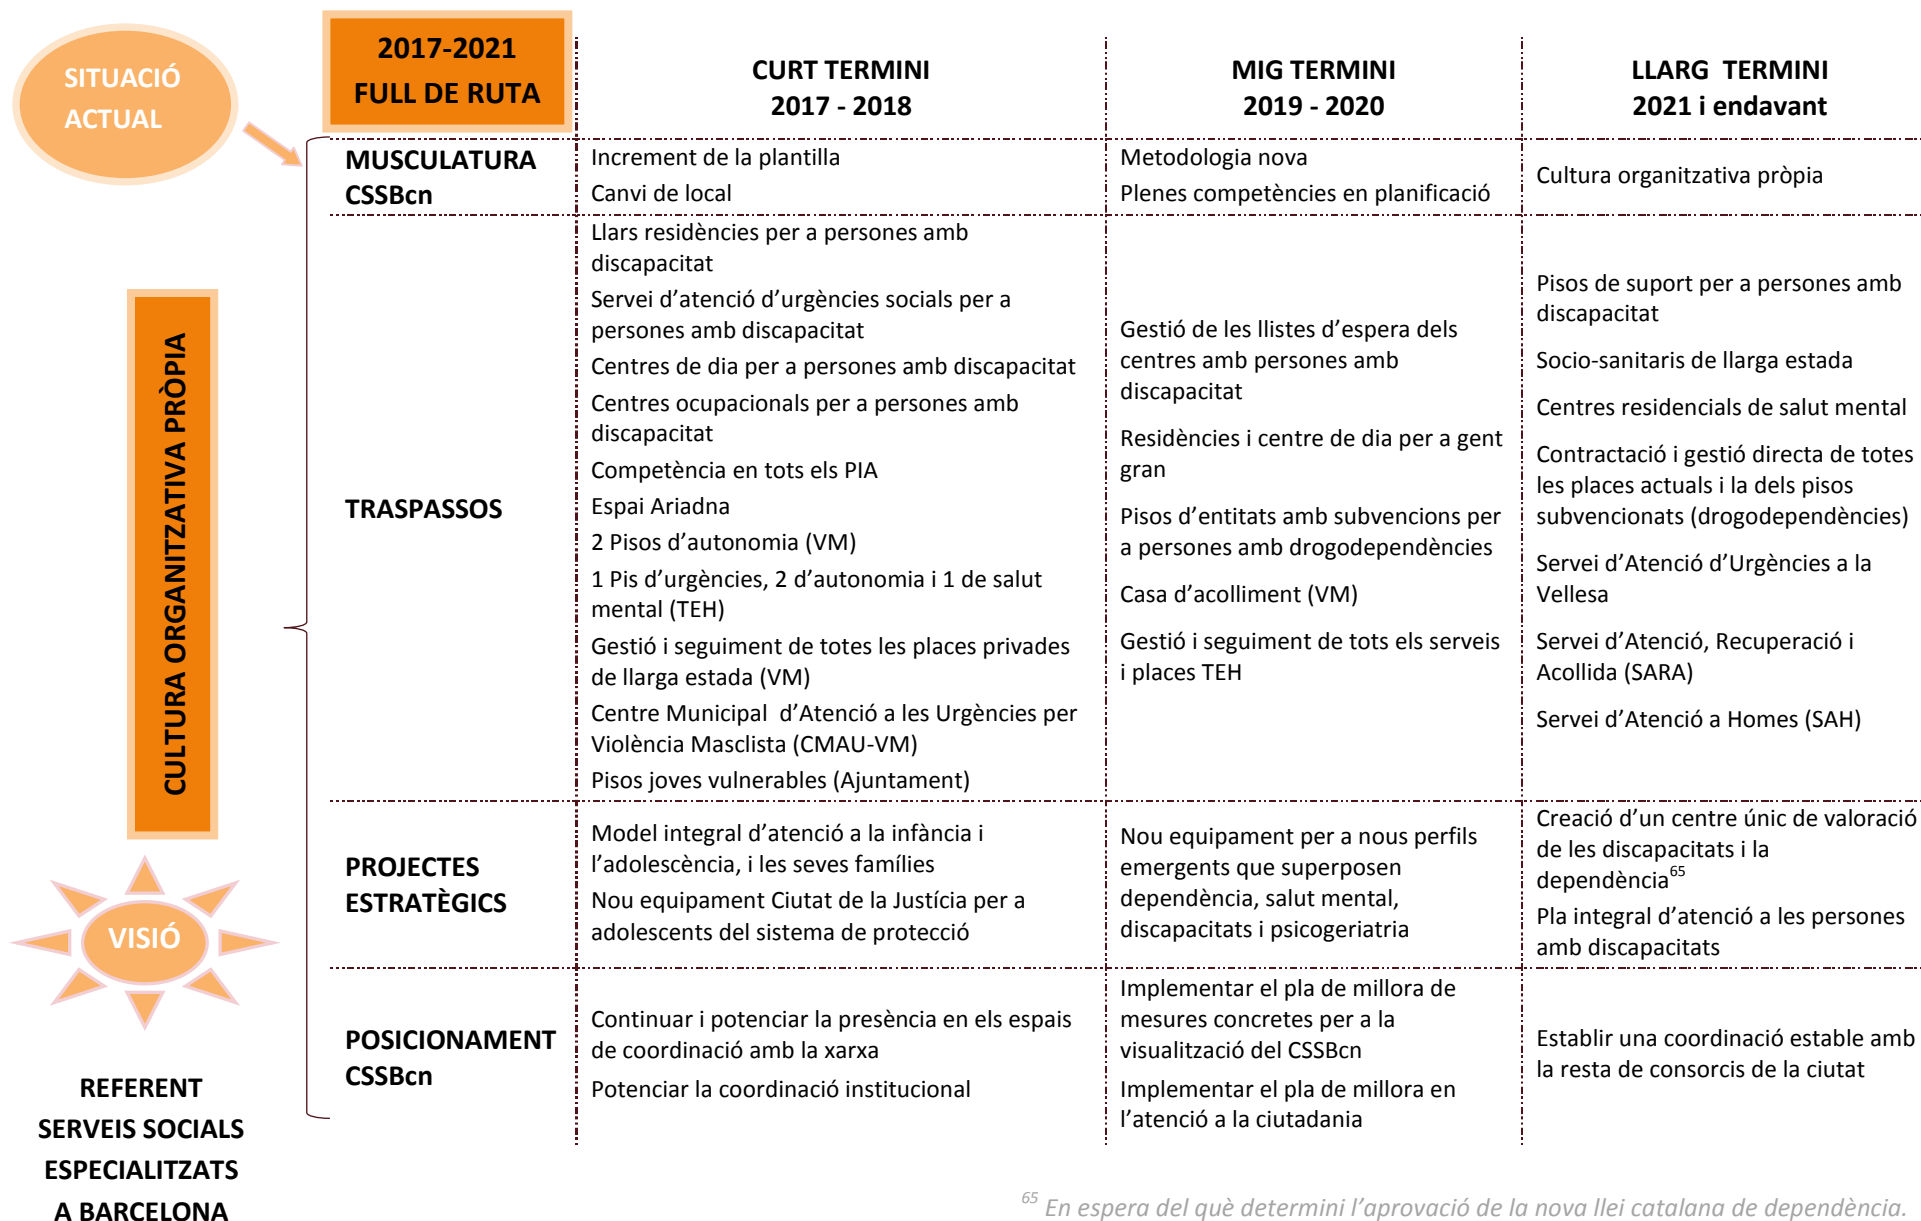 SITUACIÓ
ACTUAL
2017-2021
FULL DE RUTA
CURT TERMINI
2017 - 2018
MIG TERMINI
2019 - 2020
LLARG  TERMINI
2021 i endavant
MUSCULATURA
CSSBcn
Increment de la plantilla
Canvi de local
Metodologia nova
Plenes competències en planificació
Cultura organitzativa pròpia
CULTURA ORGANITZATIVA PRÒPIA
TRASPASSOS
Llars residències per a persones amb
discapacitat
Servei d’atenció d’urgències socials per a
persones amb discapacitat
Centres de dia per a persones amb discapacitat
Centres ocupacionals per a persones amb
discapacitat
Competència en tots els PIA
Espai Ariadna
2 Pisos d’autonomia (VM)
1 Pis d’urgències, 2 d’autonomia i 1 de salut
mental (TEH)
Gestió i seguiment de totes les places privades
de llarga estada (VM)
Centre Municipal  d’Atenció a les Urgències per
Violència Masclista (CMAU-VM)
Pisos joves vulnerables (Ajuntament)
Gestió de les llistes d’espera dels
centres amb persones amb
discapacitat
Residències i centre de dia per a gent
gran
Pisos d’entitats amb subvencions per
a persones amb drogodependències
Casa d’acolliment (VM)
Gestió i seguiment de tots els serveis
i places TEH
Pisos de suport per a persones amb
discapacitat
Socio-sanitaris de llarga estada
Centres residencials de salut mental
Contractació i gestió directa de totes
les places actuals i la dels pisos
subvencionats (drogodependències)
Servei d’Atenció d’Urgències a la
Vellesa
Servei d’Atenció, Recuperació i
Acollida (SARA)
Servei d’Atenció a Homes (SAH)
PROJECTES
ESTRATÈGICS
Model integral d’atenció a la infància i
l’adolescència, i les seves famílies
Nou equipament Ciutat de la Justícia per a
adolescents del sistema de protecció
Nou equipament per a nous perfils
emergents que superposen
dependència, salut mental,
discapacitats i psicogeriatria
Creació d’un centre únic de valoració
de les discapacitats i la
dependència65
Pla integral d’atenció a les persones
amb discapacitats
VISIÓ
POSICIONAMENT
CSSBcn
Continuar i potenciar la presència en els espais
de coordinació amb la xarxa
Potenciar la coordinació institucional
Implementar el pla de millora de
mesures concretes per a la
visualització del CSSBcn
Implementar el pla de millora en
l’atenció a la ciutadania
Establir una coordinació estable amb
la resta de consorcis de la ciutat
REFERENT
SERVEIS SOCIALS
ESPECIALITZATS
A BARCELONA
65 En espera del què determini l’aprovació de la nova llei catalana de dependència.